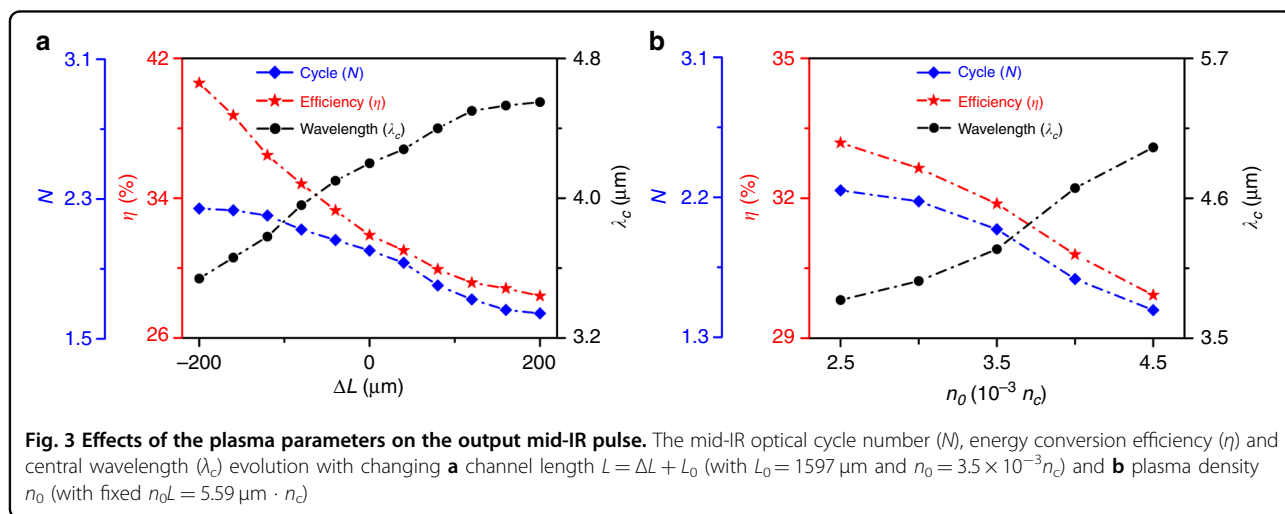 a
3.1
2.3
1.5
N
42
34
26
η (%)
Cycle (N)
Efficiency (η)
Wavelength (λc)
4.8
4.0
3.2
λc (μm)
−200
0
200
ΔL (μm)
b
3.1
2.2
1.3
N
35
32
29
η (%)
Cycle (N)
Efficiency (η)
Wavelength (λc)
5.7
4.6
3.5
λc (μm)
2.5
3.5
4.5
n0 (10−3 nc)
Fig. 3 Effects of the plasma parameters on the output mid-IR pulse. The mid-IR optical cycle number (N), energy conversion efficiency (η) and
central wavelength (λc) evolution with changing a channel length L = ΔL + L0 (with L0 = 1597 μm and n0 = 3.5 × 10−3nc) and b plasma density
n0 (with fixed n0L = 5.59 μm · nc)